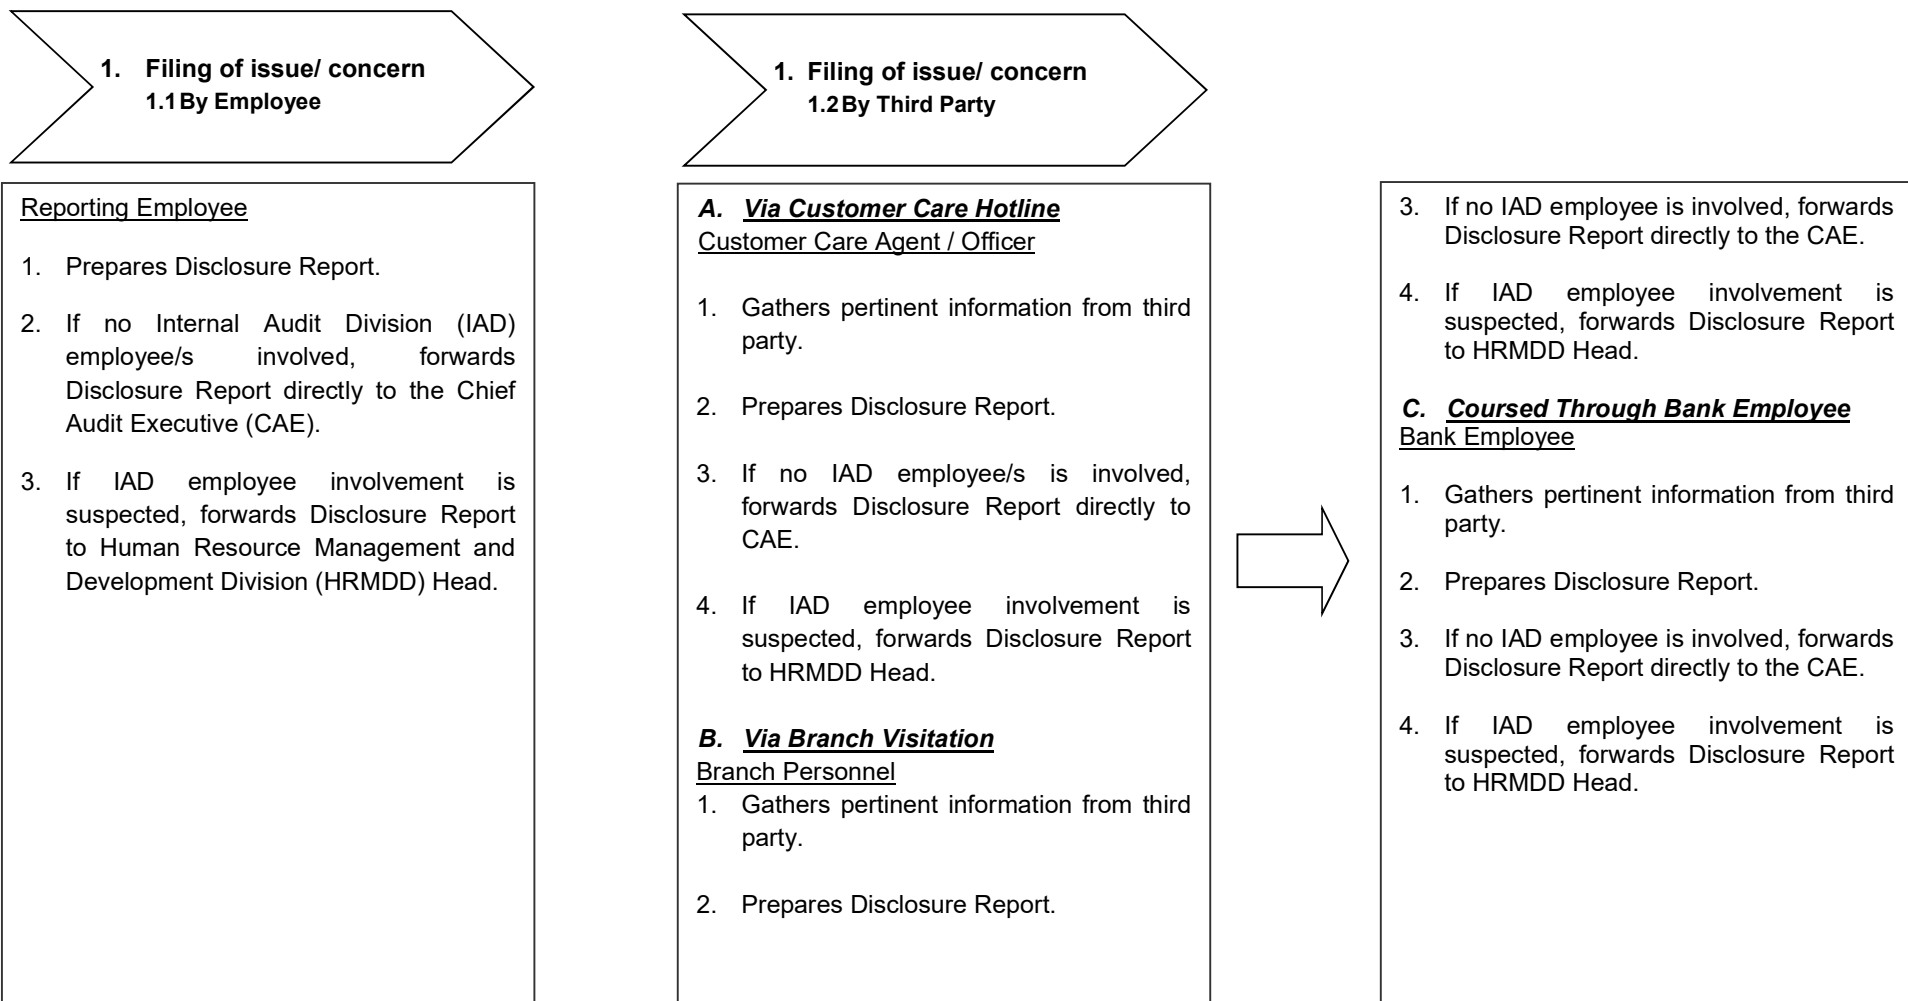 1. Filing of issue/ concern
1.1 By Employee
Reporting Employee
1. Prepares Disclosure Report.
2. If no Internal Audit Division (IAD)
employee/s involved, forwards
Disclosure Report directly to the Chief
Audit Executive (CAE).
3. If IAD employee involvement is
suspected, forwards Disclosure Report
to Human Resource Management and
Development Division (HRMDD) Head.
1. Filing of issue/ concern
1.2 By Third Party
A. Via Customer Care Hotline
Customer Care Agent / Officer
1. Gathers pertinent information from third
party.
2. Prepares Disclosure Report.
3. If no IAD employee/s is involved,
forwards Disclosure Report directly to
CAE.
4. If IAD employee involvement is
suspected, forwards Disclosure Report
to HRMDD Head.
B. Via Branch Visitation
Branch Personnel
1. Gathers pertinent information from third
party.
2. Prepares Disclosure Report.
3. If no IAD employee is involved, forwards
Disclosure Report directly to the CAE.
4. If IAD employee involvement is
suspected, forwards Disclosure Report
to HRMDD Head.
C. Coursed Through Bank Employee
Bank Employee
1. Gathers pertinent information from third
party.
2. Prepares Disclosure Report.
3. If no IAD employee is involved, forwards
Disclosure Report directly to the CAE.
4. If IAD employee involvement is
suspected, forwards Disclosure Report
to HRMDD Head.